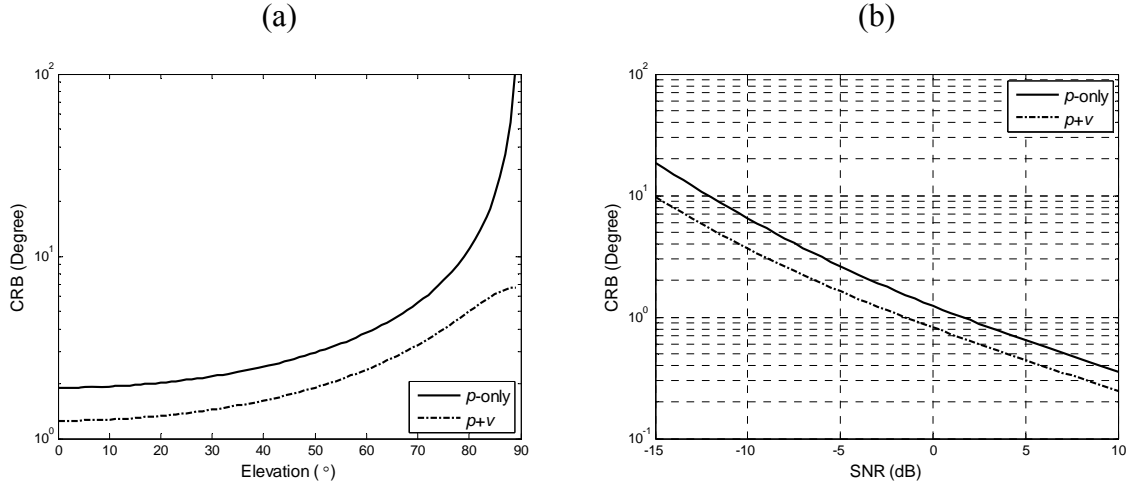 (a)
10^2
10^1
10^0
CRB (Degree)
0 10 20 30 40 50 60 70 80 90
Elevation (°)
p-only
p+v
(b)
10^2
10^1
10^0
10^-1
CRB (Degree)
-15 -10 -5 0 5 10
SNR (dB)
p-only
p+v